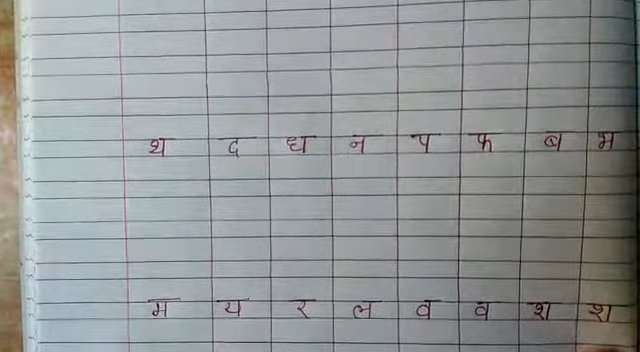 थ द ध न प फ ब भ
म य र ल व व श श